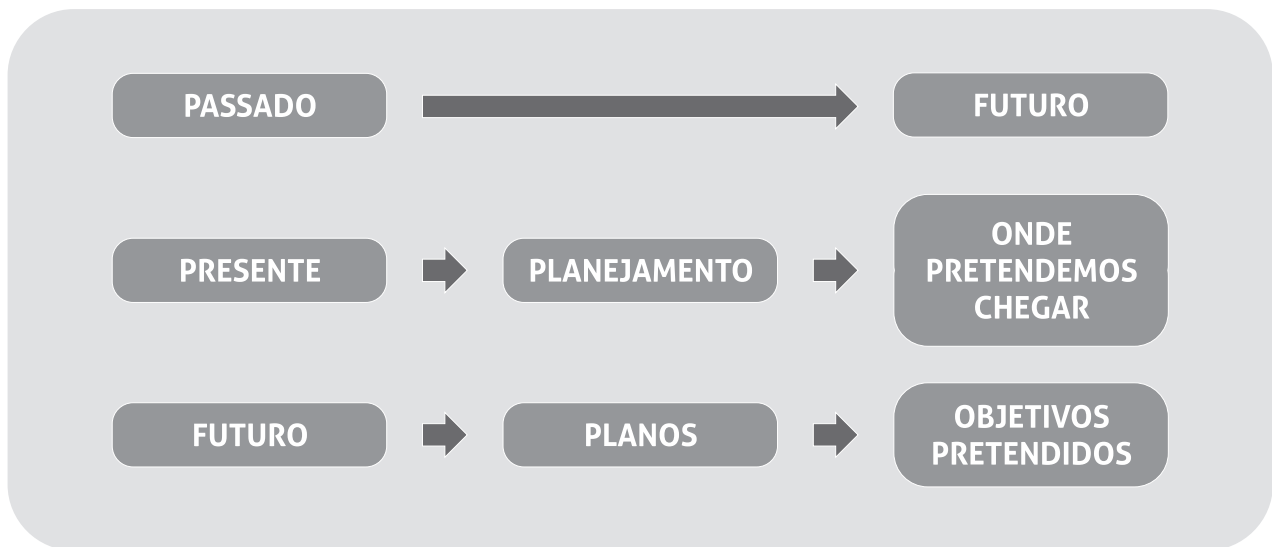 PASSADO
FUTURO
PRESENTE
PLANEJAMENTO
ONDE
PRETENDEMOS
CHEGAR
FUTURO
PLANOS
OBJETIVOS
PRETENDIDOS